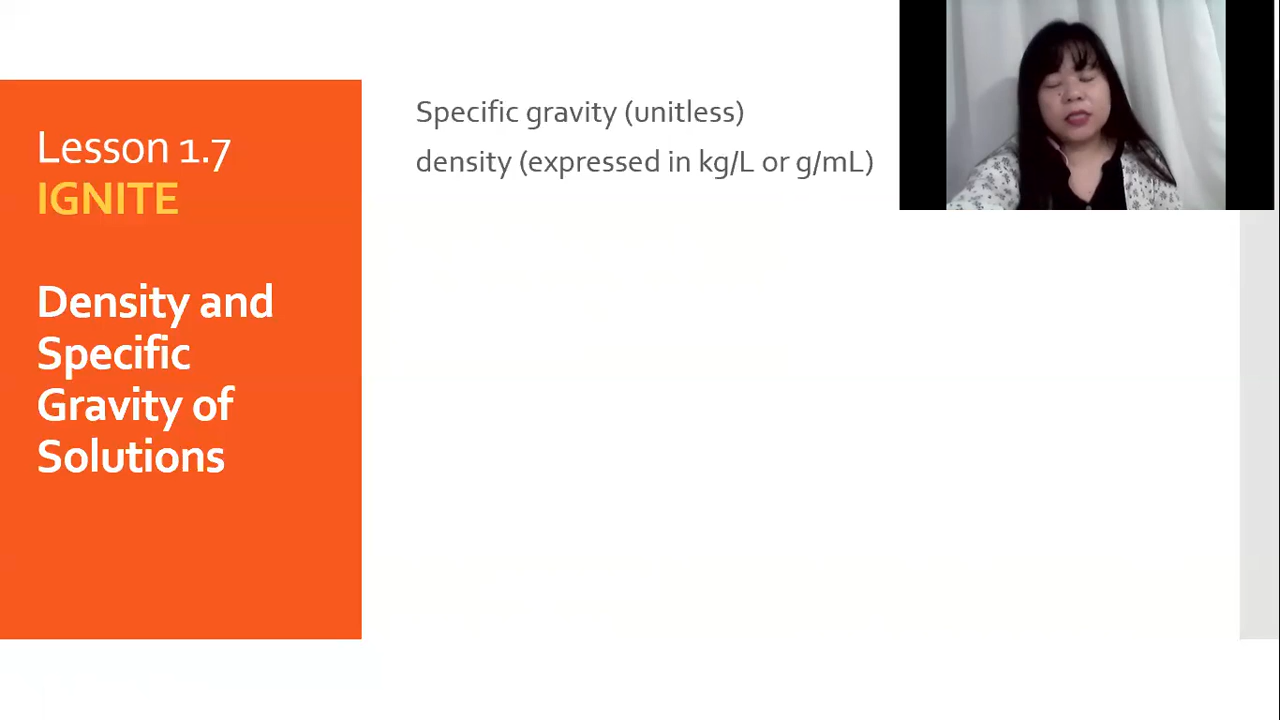 Lesson 1.7
IGNITE
Density and
Specific
Gravity of
Solutions
Specific gravity (unitless)
density (expressed in kg/L or g/mL)